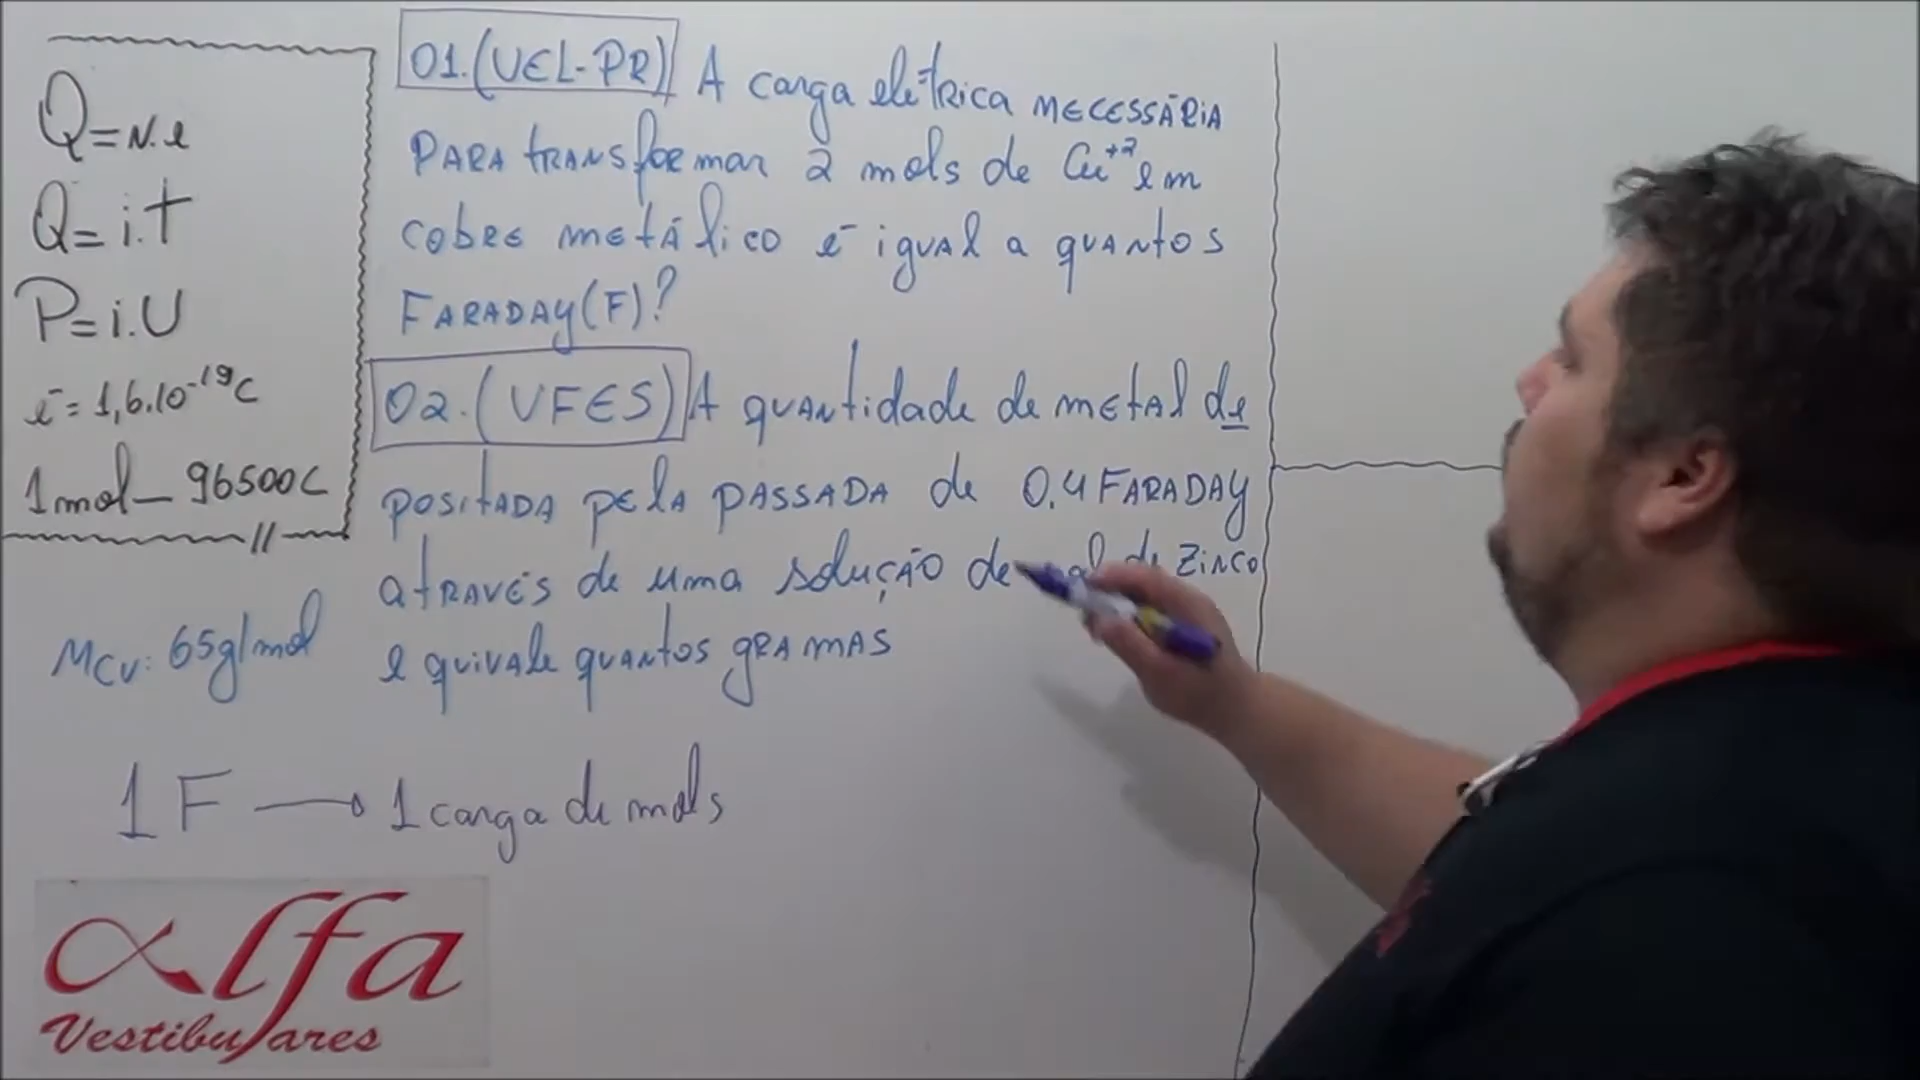 Q=N.e
Q=i.t
P=i.U
e-=1,6.10-19C
1mol_ 96500C
01.(UEL-PR) A carga elétrica NECESSÁRIA
PARA transformar 2 mols de Cu+2 em
cobre metálico é igual a quantos
FARADAY(F)?
02.(UFES) A quantidade de metal de
positada pela passada de 0,4 FARADAY
através de uma solução de de Zinco
equivale quantos gramas
MCu: 65g/mol
1F → 1 carga de mols
Alfa
Vestibulares